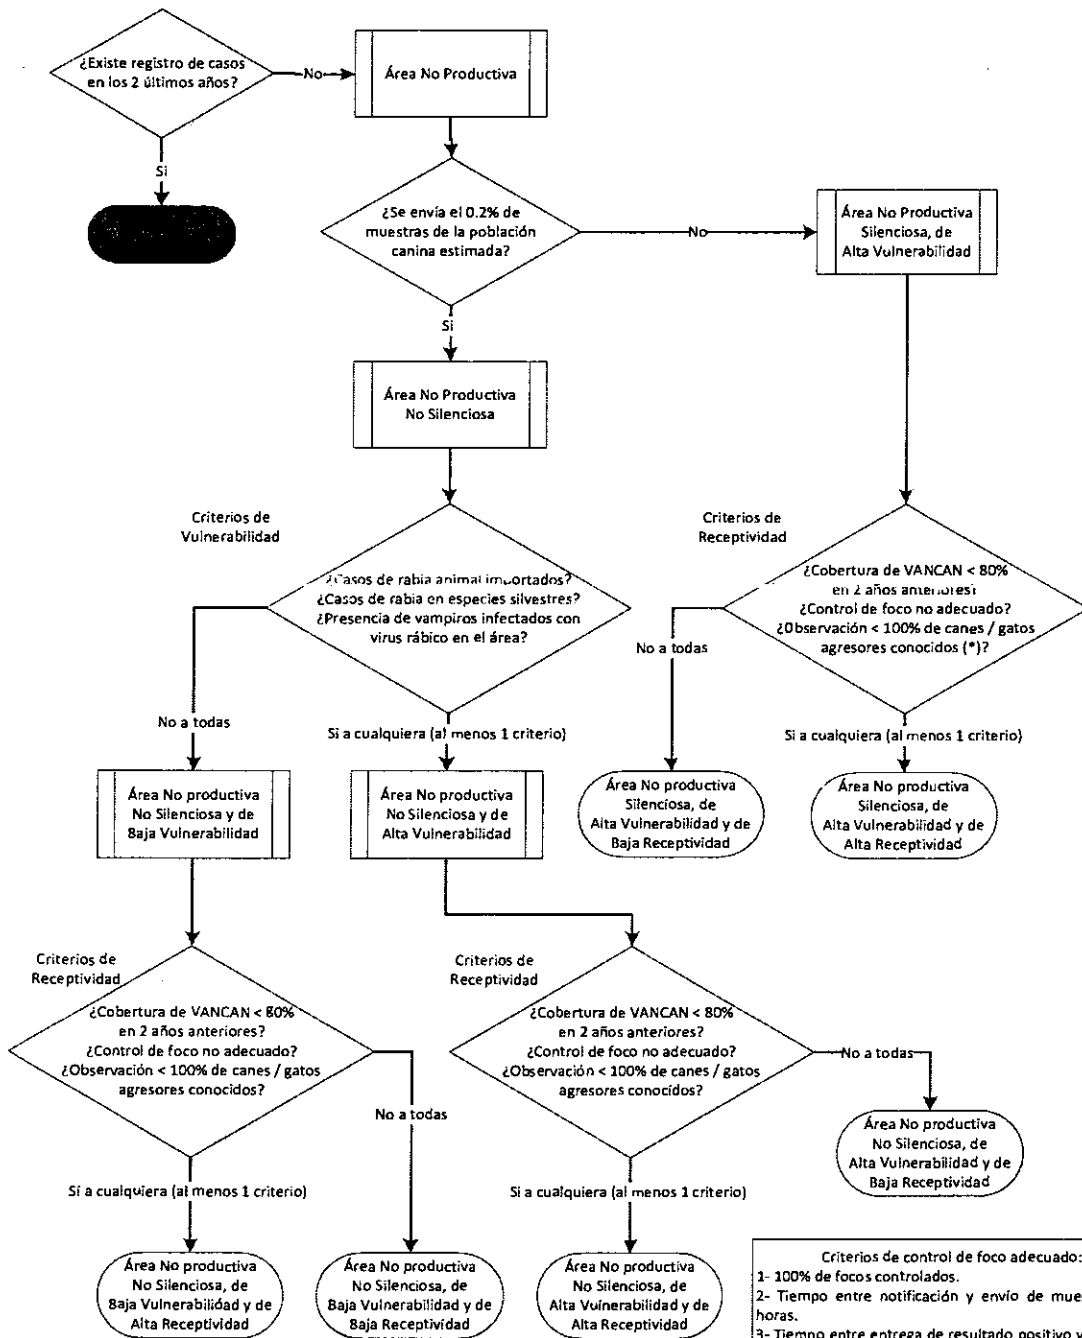 ¿Existe registro de casos
en los 2 últimos años?
No
Área No Productiva
Si
¿Se envía el 0.2% de
muestras de la población
canina estimada?
No
Área No Productiva
Silenciosa, de
Alta Vulnerabilidad
Si
Área No Productiva
No Silenciosa
Criterios de
Vulnerabilidad
¿Casos de rabia animal importados?
¿Casos de rabia en especies silvestres?
¿Presencia de vampiros infectados con
virus rábico en el área?
Criterios de
Receptividad
¿Cobertura de VANCAN < 80%
en 2 años anteriores?
¿Control de foco no adecuado?
¿Observación < 100% de canes / gatos
agresores conocidos (*)?
No a todas
Si a cualquiera (al menos 1 criterio)
No a todas
Si a cualquiera (al menos 1 criterio)
Área No productiva
No Silenciosa y de
Baja Vulnerabilidad
Área No productiva
No Silenciosa y de
Alta Vulnerabilidad
Área No productiva
Silenciosa, de
Alta Vulnerabilidad y de
Baja Receptividad
Área No productiva
Silenciosa, de
Alta Vulnerabilidad y de
Alta Receptividad
Criterios de
Receptividad
¿Cobertura de VANCAN < 80%
en 2 años anteriores?
¿Control de foco no adecuado?
¿Observación < 100% de canes / gatos
agresores conocidos?
No a todas
Si a cualquiera (al menos 1 criterio)
Criterios de
Receptividad
¿Cobertura de VANCAN < 80%
en 2 años anteriores?
¿Control de foco no adecuado?
¿Observación < 100% de canes / gatos
agresores conocidos?
No a todas
Si a cualquiera (al menos 1 criterio)
Área No productiva
No Silenciosa, de
Alta Vulnerabilidad y de
Baja Receptividad
Área No productiva
No Silenciosa, de
Baja Vulnerabilidad y de
Alta Receptividad
Área No productiva
No Silenciosa, de
Baja Vulnerabilidad y de
Baja Receptividad
Área No productiva
No Silenciosa, de
Alta Vulnerabilidad y de
Alta Receptividad
Criterios de control de foco adecuado:
1- 100% de focos controlados.
2- Tiempo entre notificación y envío de
horas.
3- Tiempo entre entrega de resultado positivo